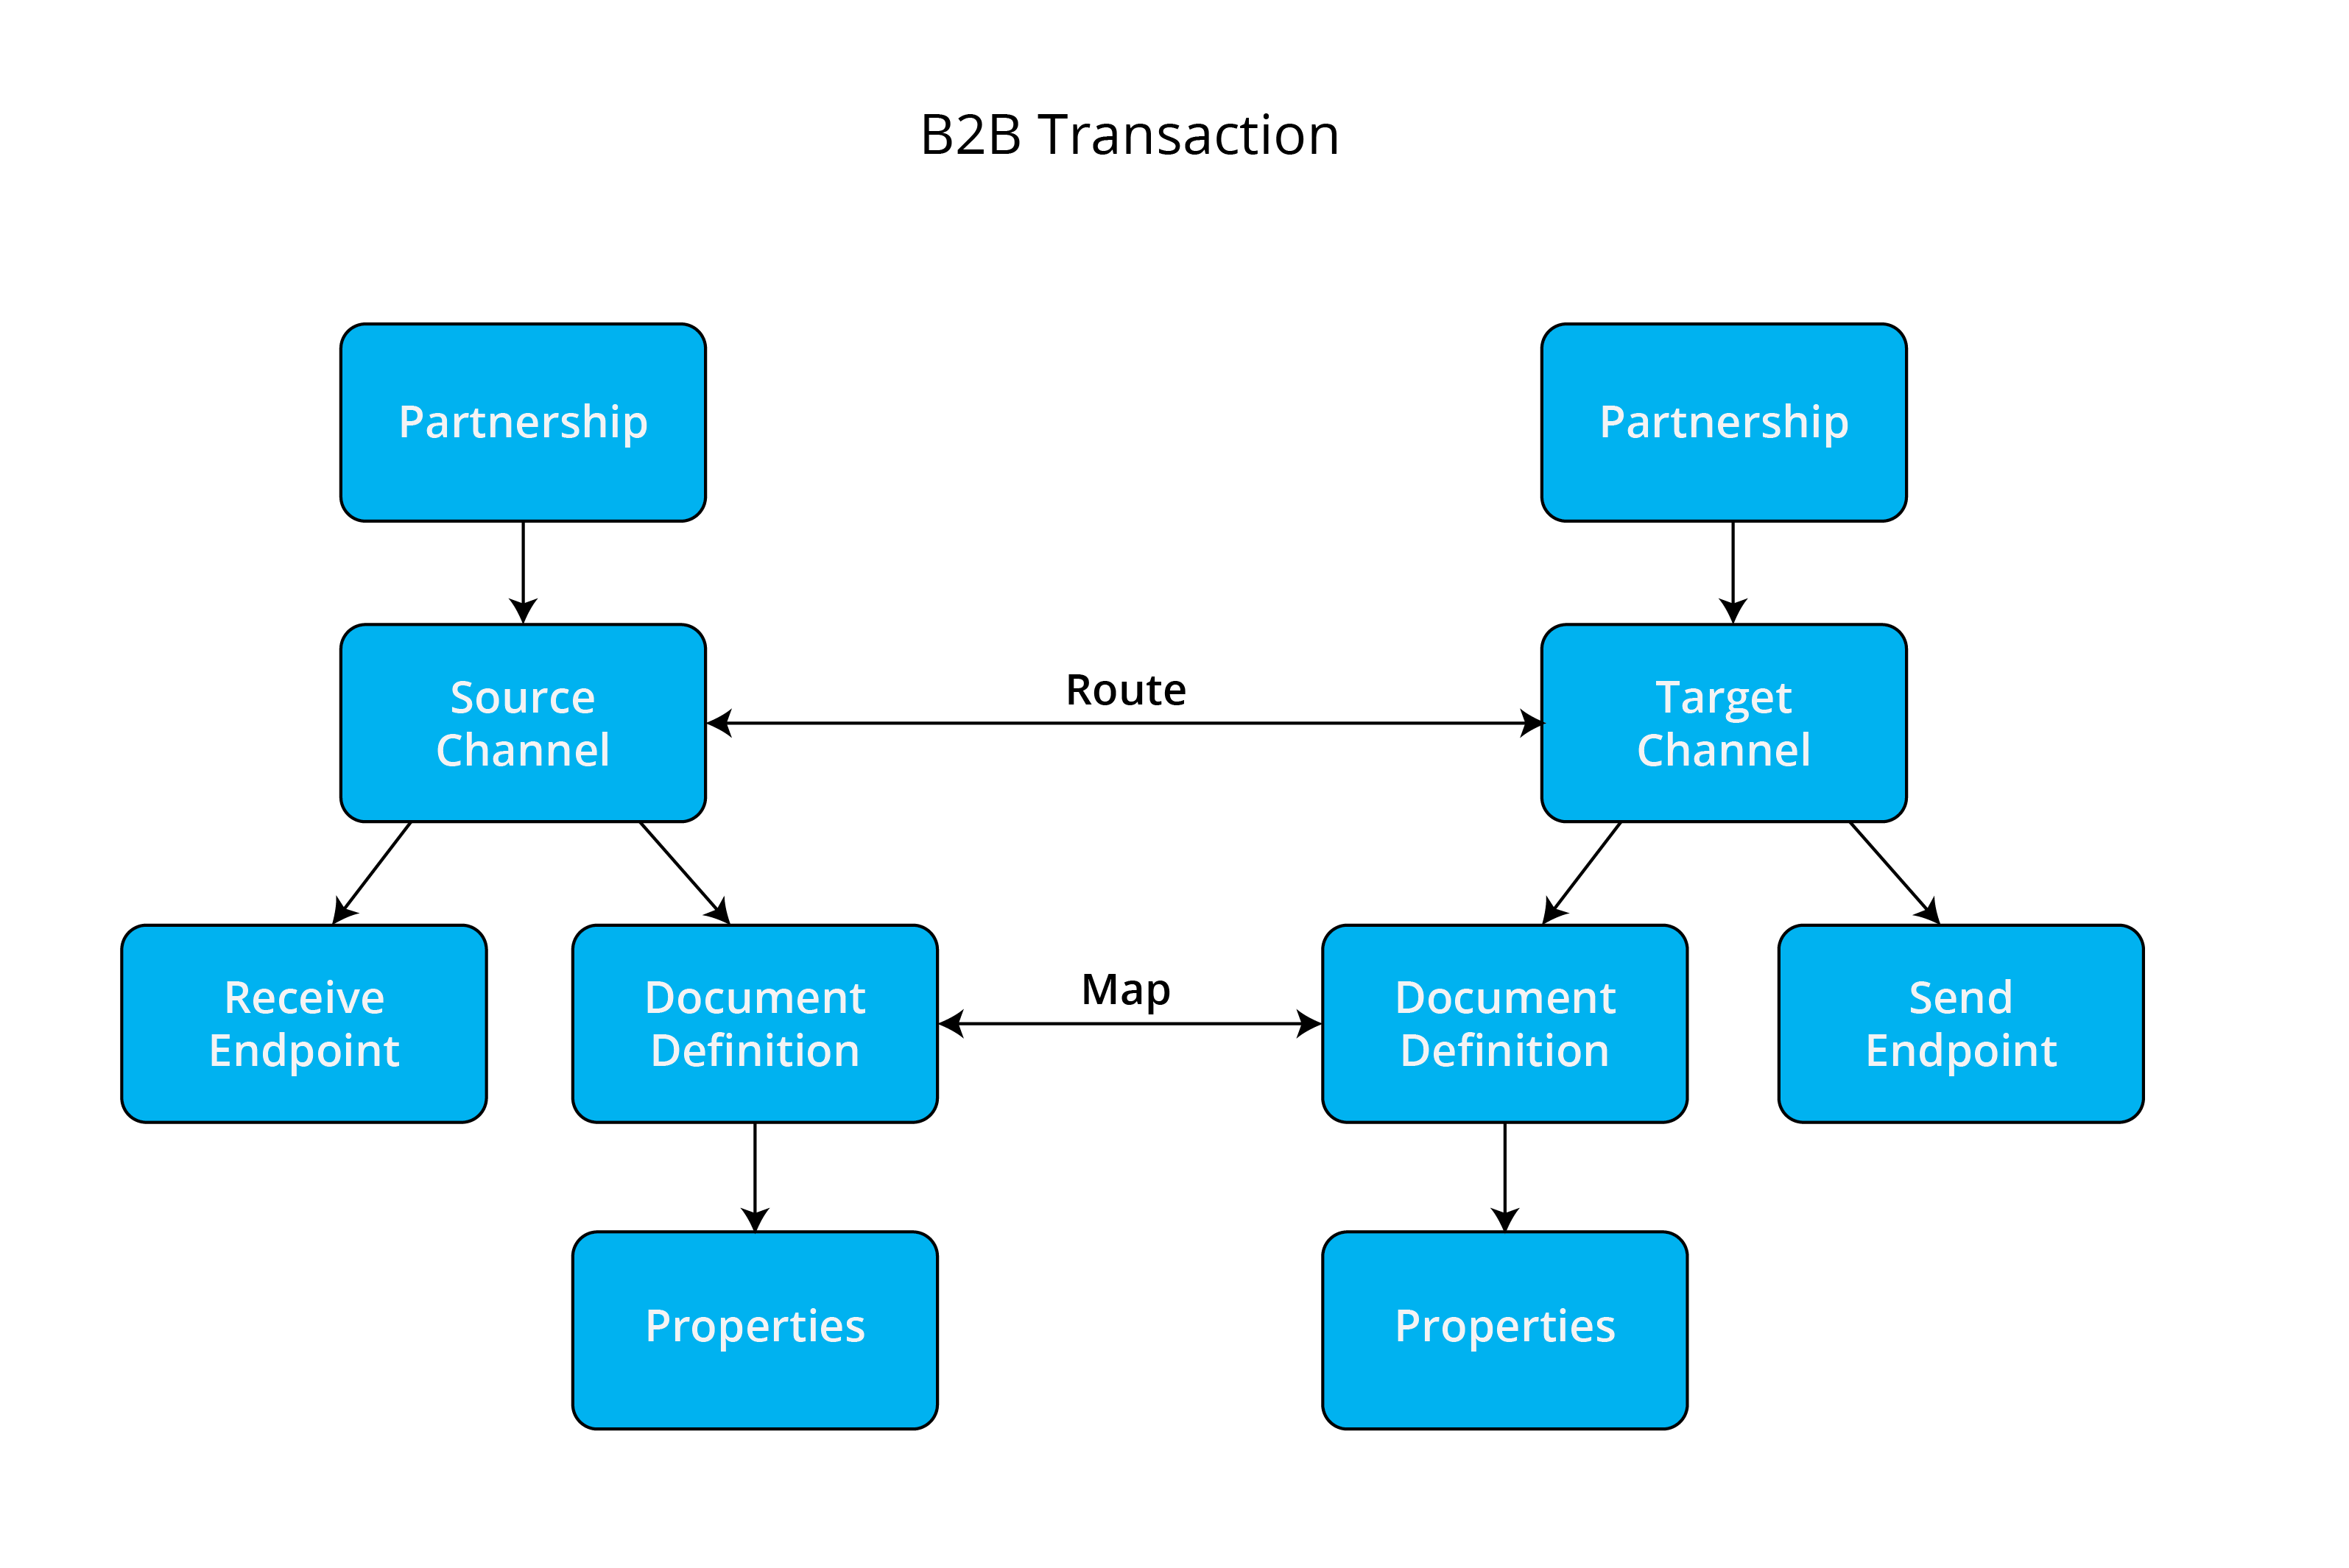 B2B Transaction
Partnership
Partnership
Source
Channel
Route
Target
Channel
Receive
Endpoint
Document
Definition
Map
Document
Definition
Send
Endpoint
Properties
Properties